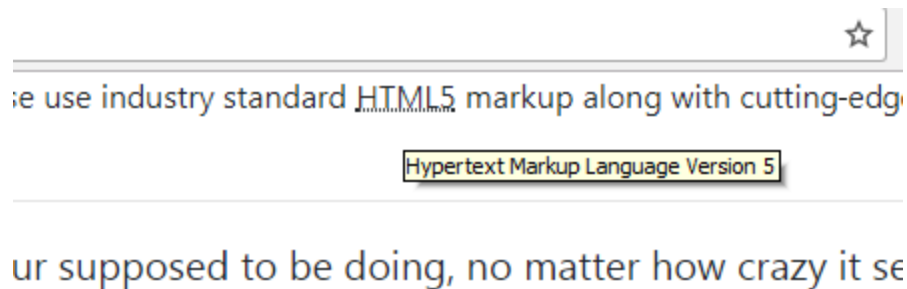 se use industry standard HTML5 markup along with cutting-edg
Hypertext Markup Language Version 5
ur supposed to be doing, no matter how crazy it se